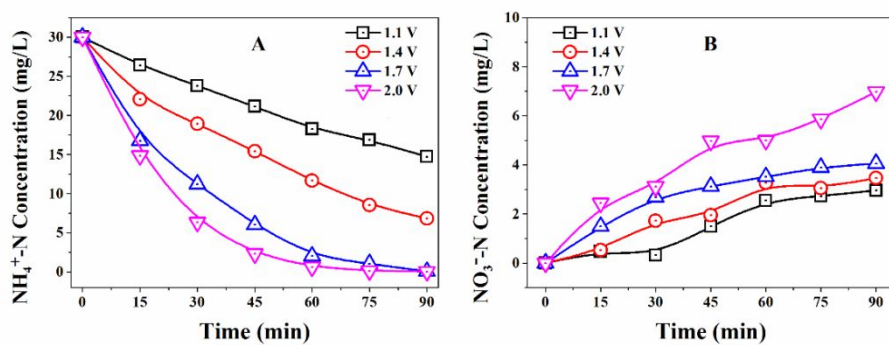 A
1.1 V
1.4 V
1.7 V
2.0 V
NH₄⁺-N Concentration (mg/L)
30
25
20
15
10
5
0
0 15 30 45 60 75 90
Time (min)
B
1.1 V
1.4 V
1.7 V
2.0 V
NO₃⁻-N Concentration (mg/L)
10
8
6
4
2
0
0 15 30 45 60 75 90
Time (min)